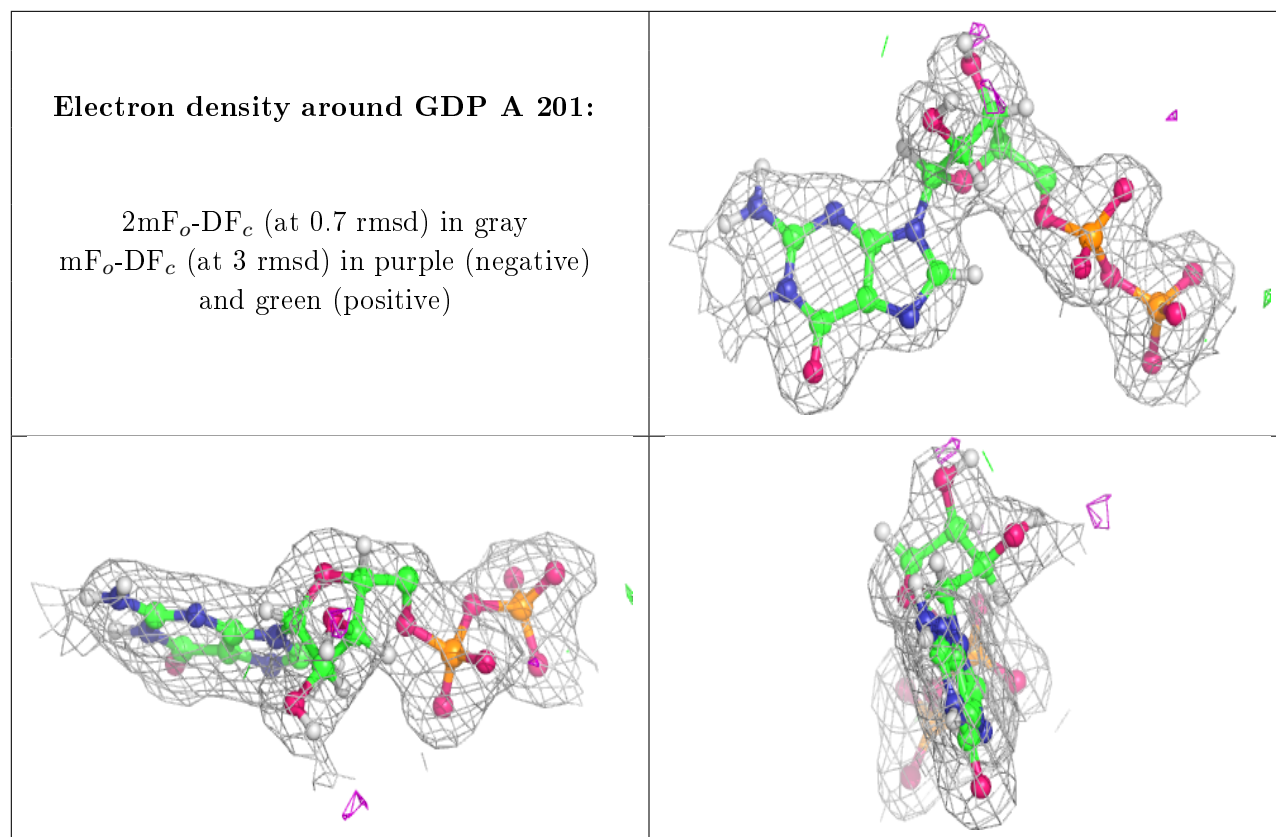 Electron density around GDP A 201:
2mFo-DFc (at 0.7 rmsd) in gray
mFo-DFc (at 3 rmsd) in purple (negative)
and green (positive)